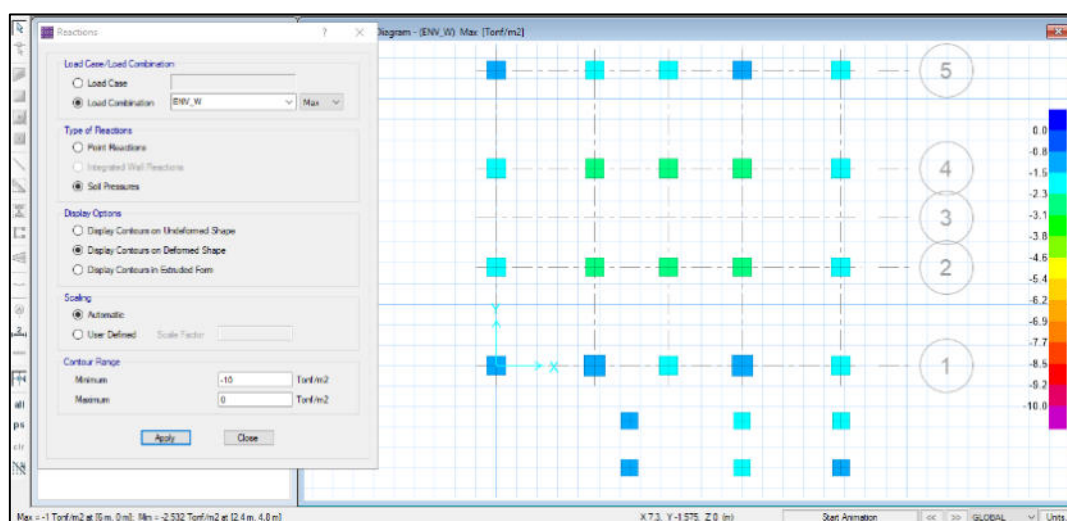 Reactions
? ×
Diagram - (ENV_W) Max [Tonf/m2]
Load Case/Load Combination
Load Case
Load Combination ENV_W Max
Type of Reactions
Point Reactions
Integrated Wall Reactions
Soil Pressures
Display Options
Display Contours on Undeformed Shape
Display Contours on Deformed Shape
Display Contours in Extruded Form
Scaling
Automatic
User Defined Scale Factor
Contour Range
Minimum -10 Tonf/m2
Maximum 0 Tonf/m2
Apply Close
all
ps
clr
5
4
3
2
1
Y
X
0.0
-0.8
-1.5
-2.3
-3.1
-3.8
-4.6
-5.4
-6.2
-6.9
-7.7
-8.5
-9.2
-10.0
Max = -1 Tonf/m2 at [6 m, 0 m]; Min = -2.532 Tonf/m2 at [2.4 m, 4.8 m]
X 7.3, Y -1.575, Z 0 (m) Start Animation << >> GLOBAL Units